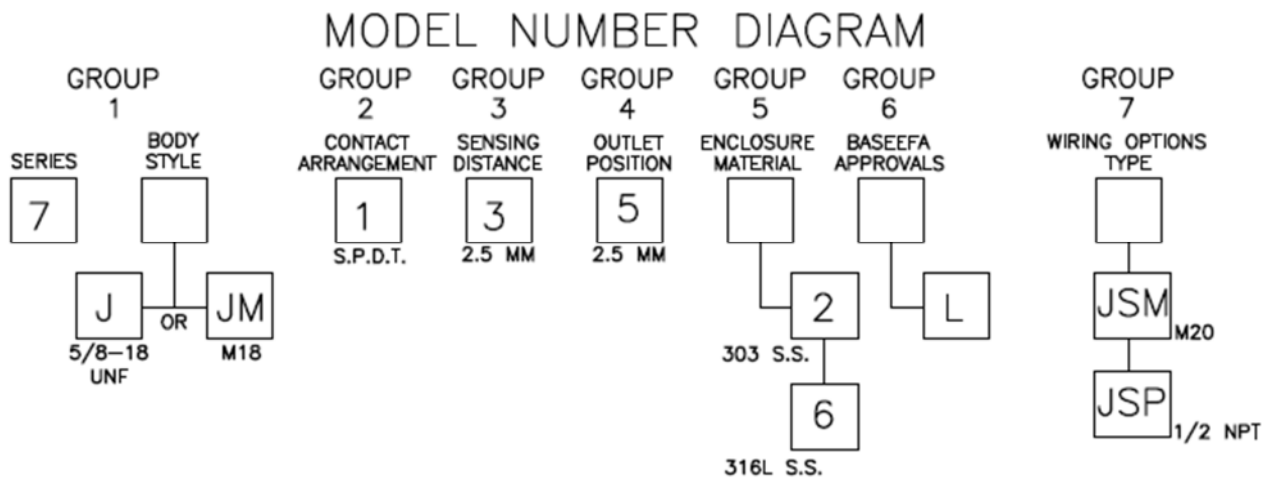 MODEL NUMBER DIAGRAM
GROUP 1
GROUP 2
GROUP 3
GROUP 4
GROUP 5
GROUP 6
GROUP 7
SERIES
7
BODY
STYLE
J
5/8-18
UNF
OR
JM
M18
CONTACT
ARRANGEMENT
1
S.P.D.T.
SENSING
DISTANCE
3
2.5 MM
OUTLET
POSITION
5
2.5 MM
ENCLOSURE
MATERIAL
2
303 S.S.
6
316L S.S.
BASEEFA
APPROVALS
L
WIRING OPTIONS
TYPE
JSM
M20
JSP
1/2 NPT